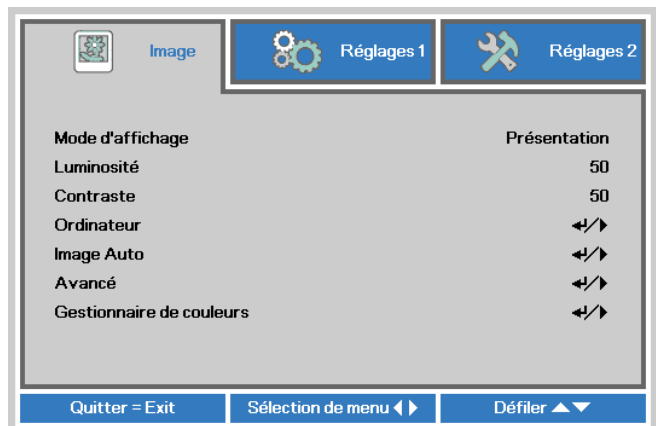 Image Réglages 1 Réglages 2
Mode d'affichage Présentation
Luminosité 50
Contraste 50
Ordinateur
Image Auto
Avancé
Gestionnaire de couleurs
Quitter = Exit Sélection de menu Défiler